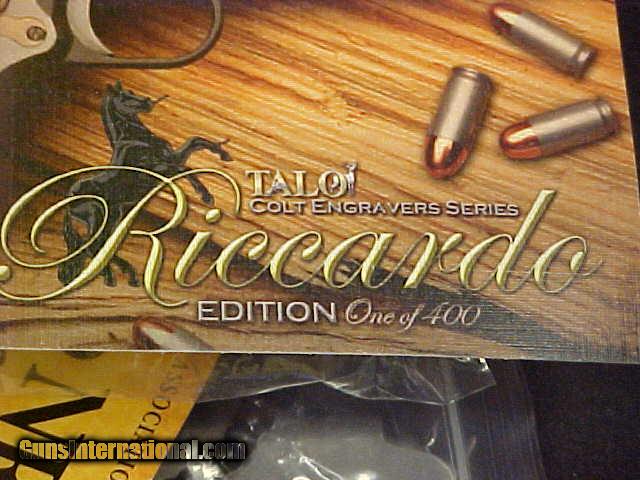 TALO
COLT ENGRAVERS SERIES
Riccardo
EDITION One of 400
GunsInternational.com